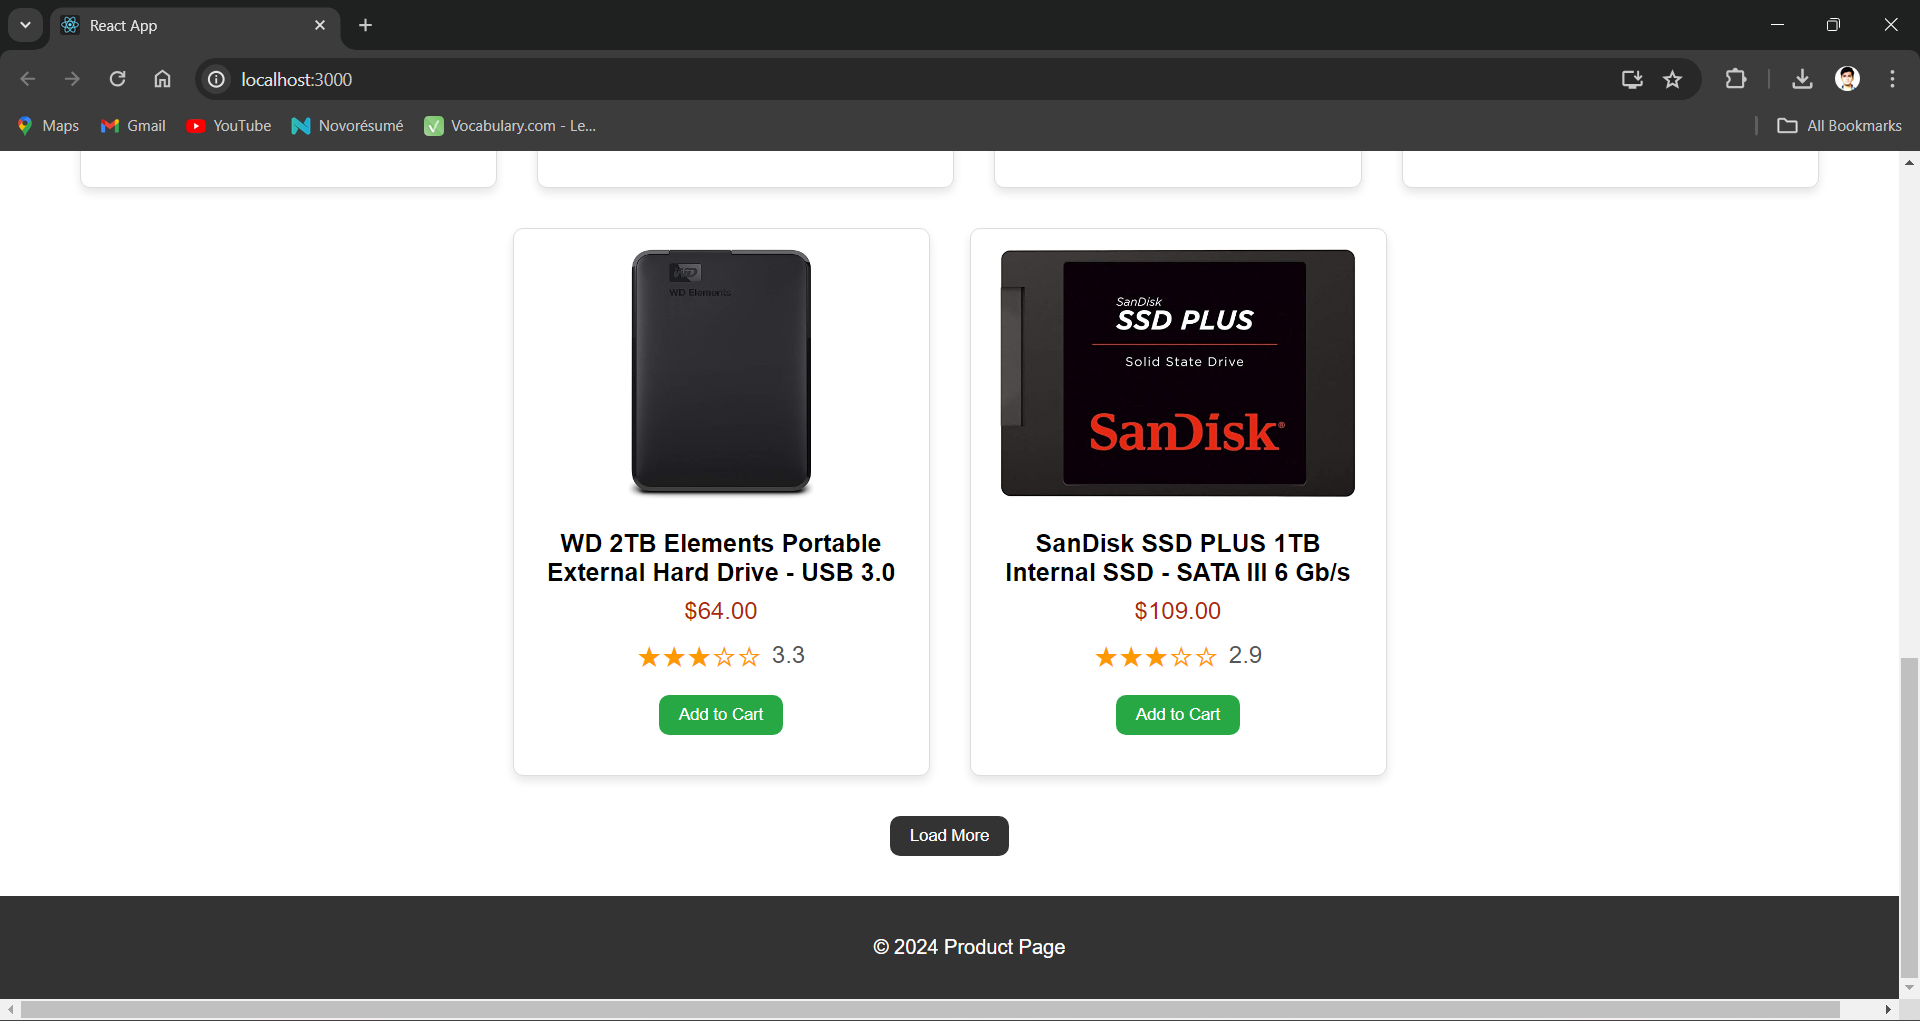 React App
localhost:3000
Maps
Gmail
YouTube
Novorésumé
Vocabulary.com - Le...
All Bookmarks
WD
WD Elements
SanDisk
SSD PLUS
Solid State Drive
SanDisk®
WD 2TB Elements Portable
External Hard Drive - USB 3.0
$64.00
★★★☆☆ 3.3
Add to Cart
SanDisk SSD PLUS 1TB
Internal SSD - SATA III 6 Gb/s
$109.00
★★★☆☆ 2.9
Add to Cart
Load More
© 2024 Product Page